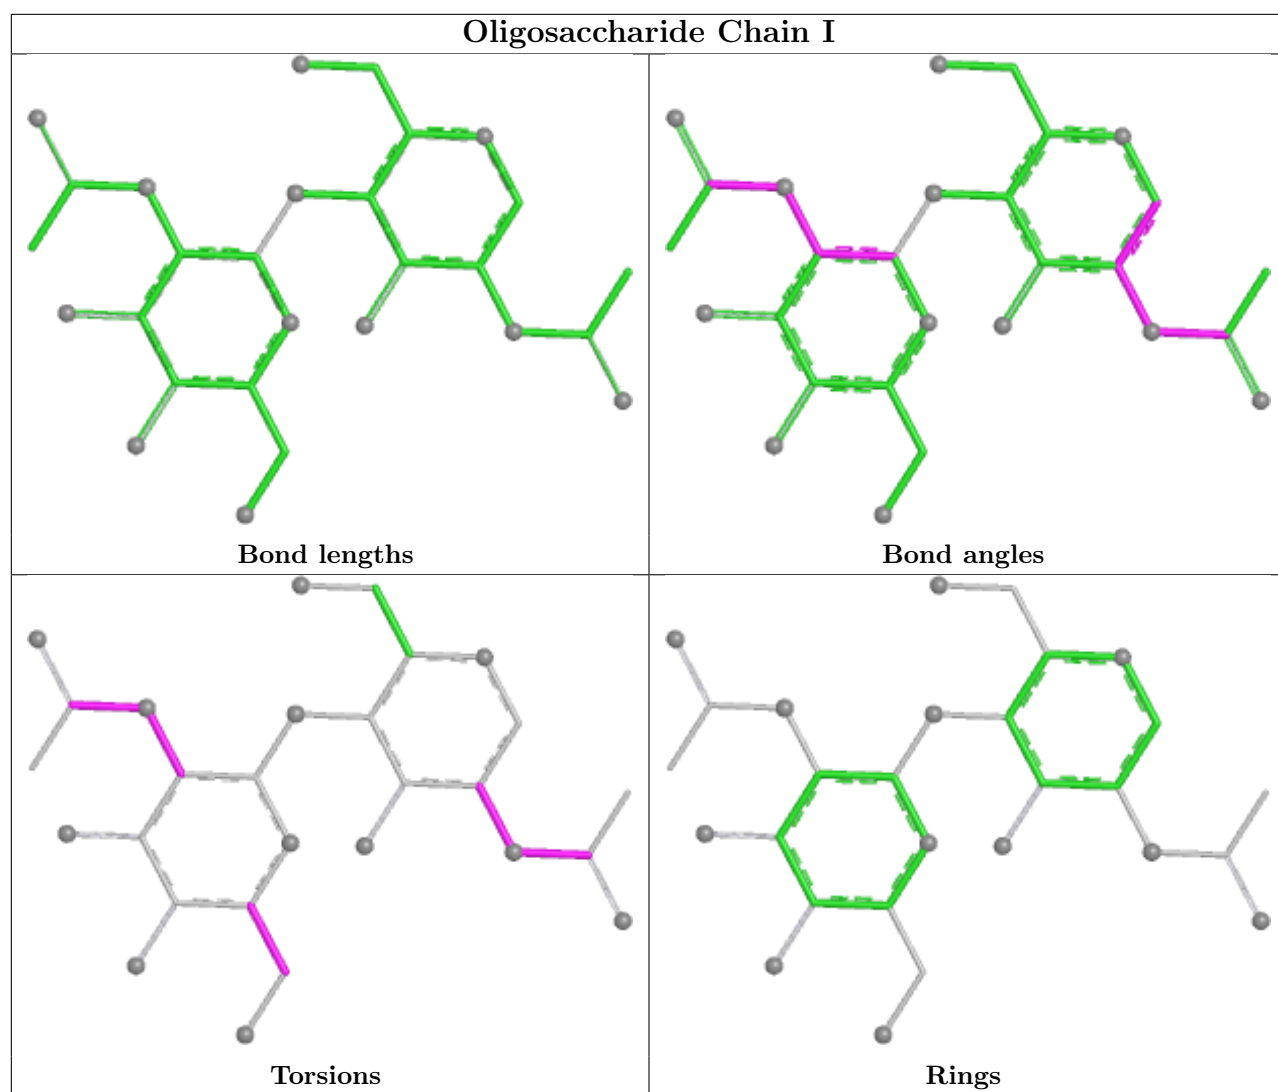 Oligosaccharide Chain I
Bond lengths
Bond angles
Torsions
Rings